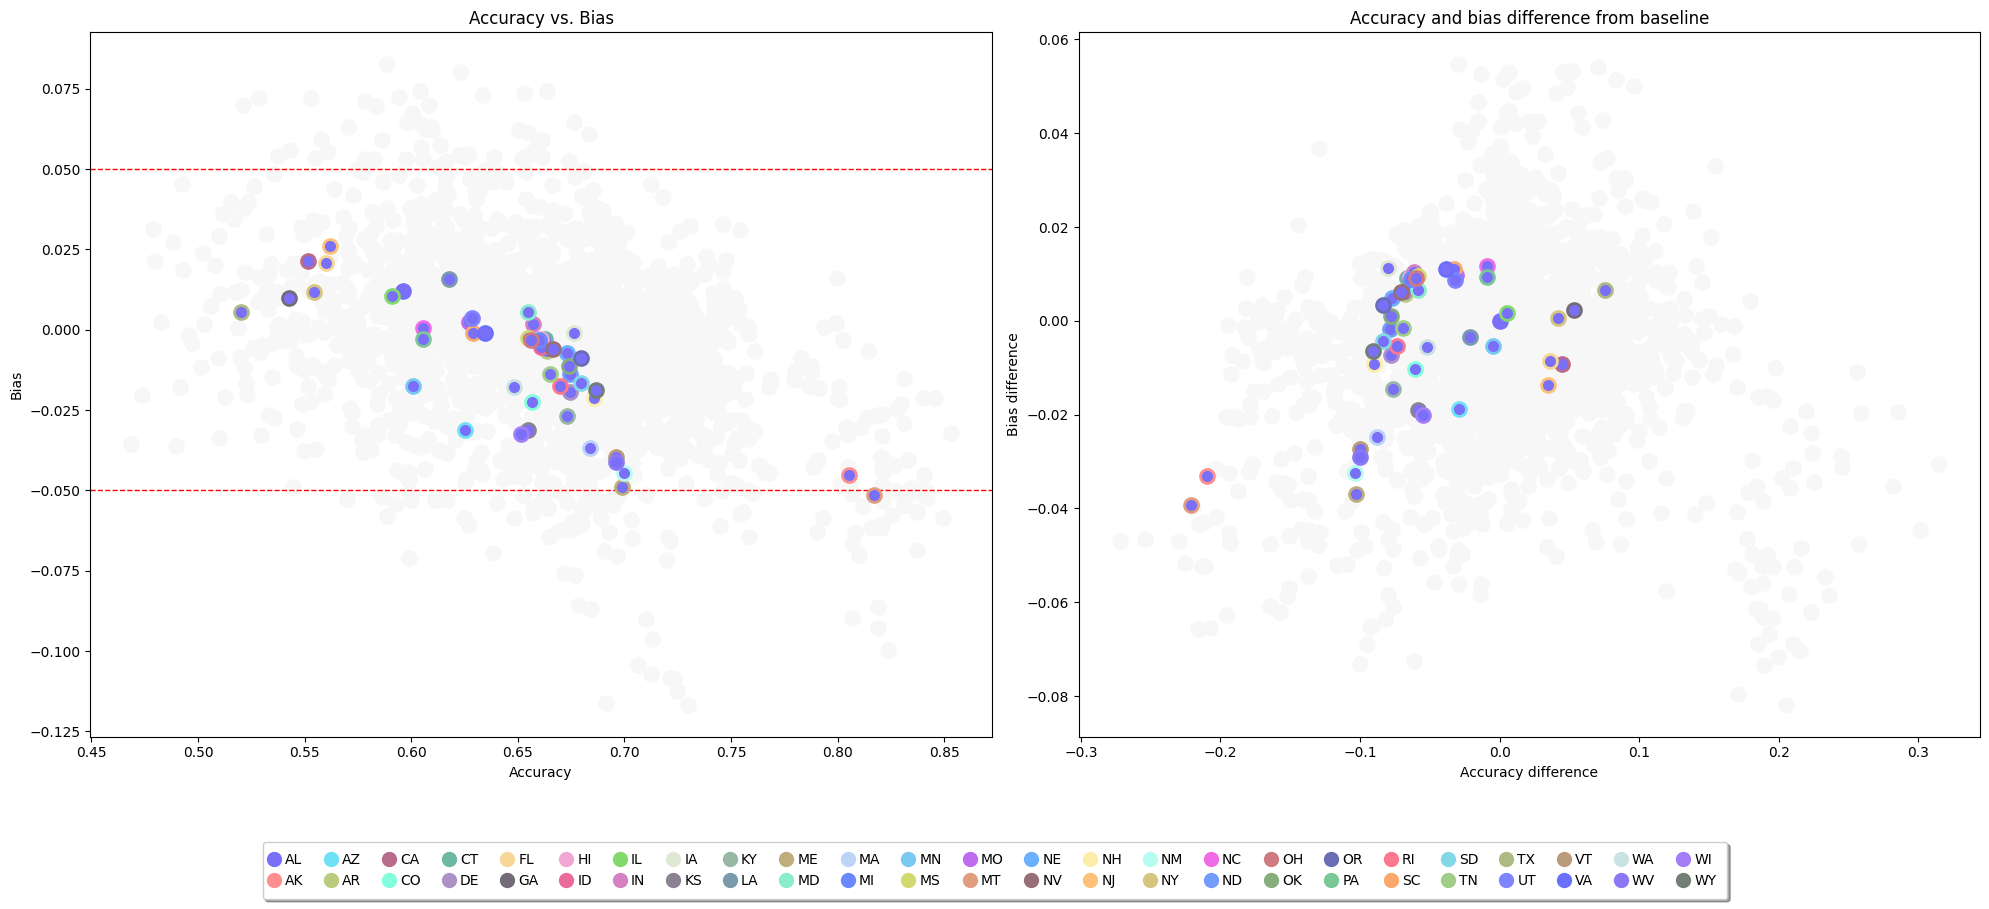 Accuracy vs. Bias
0.075
0.050
0.025
0.000
−0.025
−0.050
−0.075
−0.100
−0.125
Bias
0.45 0.50 0.55 0.60 0.65 0.70 0.75 0.80 0.85
Accuracy
Accuracy and bias difference from baseline
0.06
0.04
0.02
0.00
−0.02
−0.04
−0.06
−0.08
Bias difference
−0.3 −0.2 −0.1 0.0 0.1 0.2 0.3
Accuracy difference
AL AZ CA CT FL HI IL IA KY ME MA MN MO NE NH NM NC OH OR RI SD TX VT WA WI
AK AR CO DE GA ID IN KS LA MD MI MS MT NV NJ NY ND OK PA SC TN UT VA WV WY